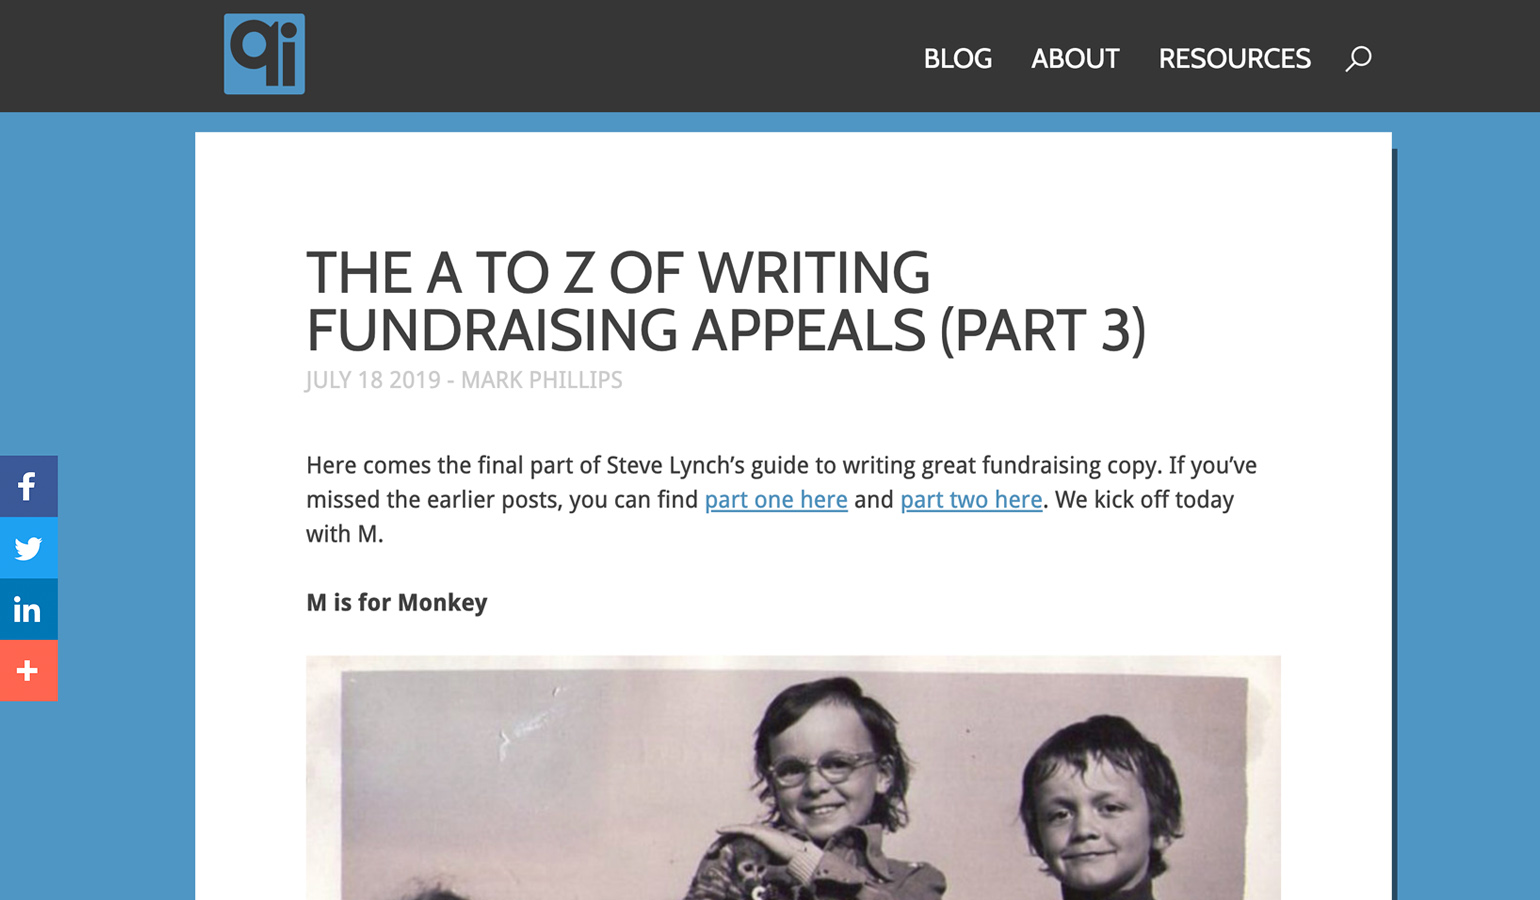 qi
BLOG ABOUT RESOURCES
THE A TO Z OF WRITING
FUNDRAISING APPEALS (PART 3)
JULY 18 2019 - MARK PHILLIPS
Here comes the final part of Steve Lynch’s guide to writing great fundraising copy. If you’ve
missed the earlier posts, you can find part one here and part two here. We kick off today
with M.
M is for Monkey
f
in
+